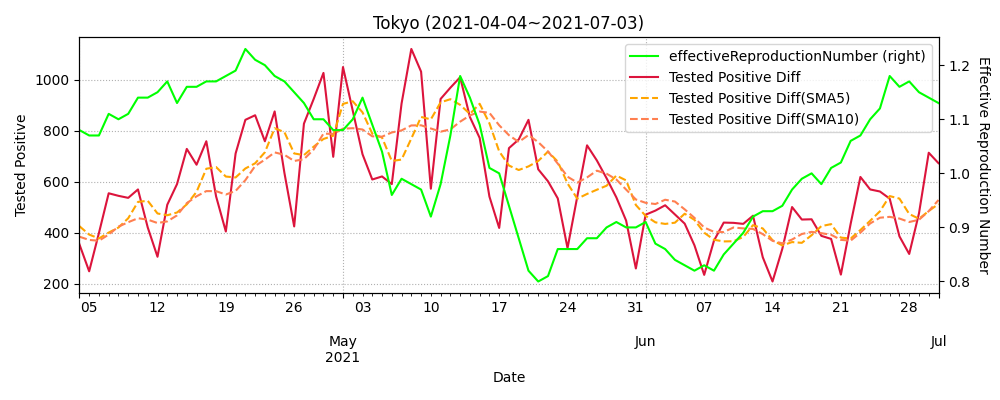 Tokyo (2021-04-04~2021-07-03)
effectiveReproductionNumber (right)
Tested Positive Diff
Tested Positive Diff(SMA5)
Tested Positive Diff(SMA10)
Tested Positive
1000
800
600
400
200
Effective Reproduction Number
1.2
1.1
1.0
0.9
0.8
05 12 19 26 03 10 17 24 31 07 14 21 28
May Jun Jul
2021
Date